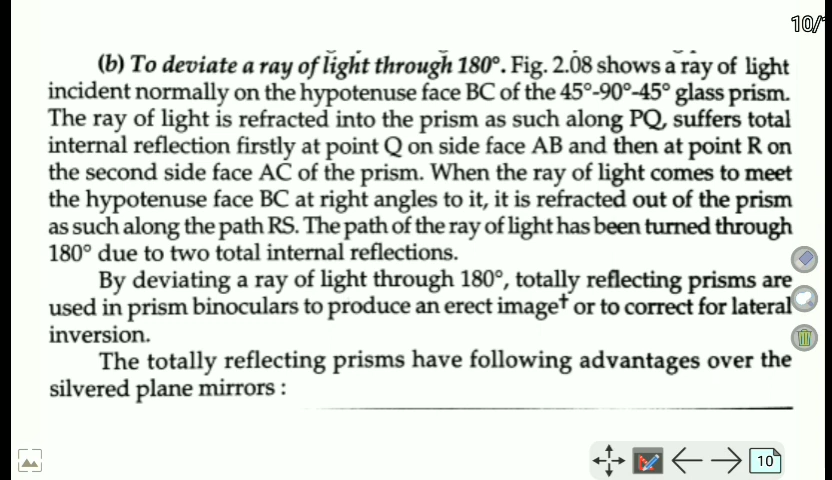 10/
(b) To deviate a ray of light through 180°. Fig. 2.08 shows a ray of light
incident normally on the hypotenuse face BC of the 45°-90°-45° glass prism.
The ray of light is refracted into the prism as such along PQ, suffers total
internal reflection firstly at point Q on side face AB and then at point R on
the second side face AC of the prism. When the ray of light comes to meet
the hypotenuse face BC at right angles to it, it is refracted out of the prism
as such along the path RS. The path of the ray of light has been turned through
180° due to two total internal reflections.
By deviating a ray of light through 180°, totally reflecting prisms are
used in prism binoculars to produce an erect image† or to correct for lateral
inversion.
The totally reflecting prisms have following advantages over the
silvered plane mirrors :
10